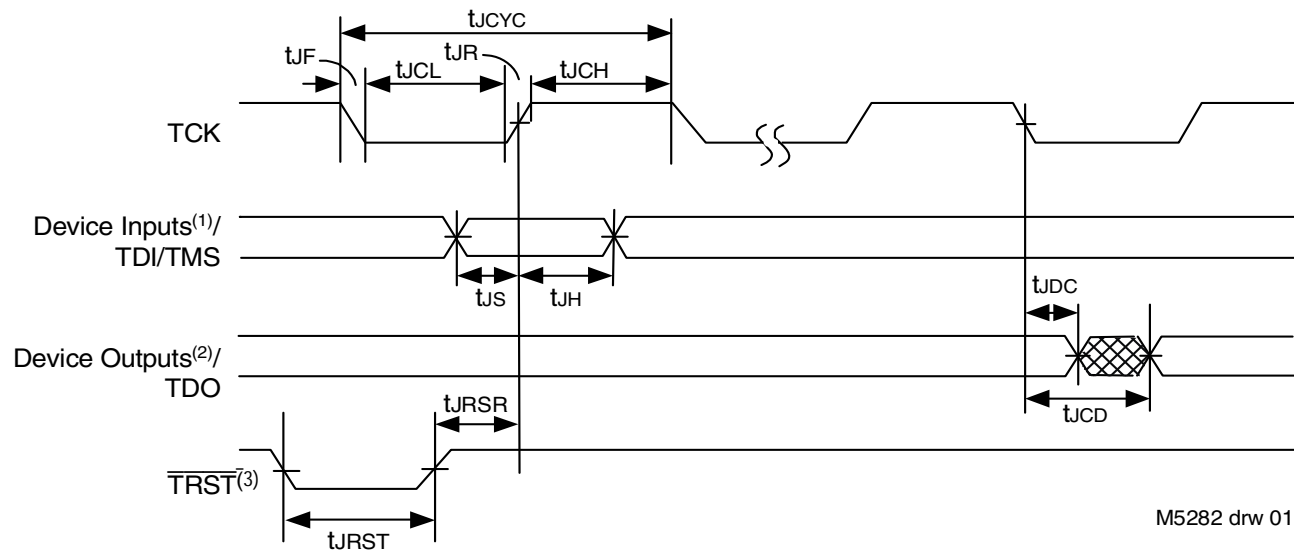 tJCYC
tJF
tJCL
tJR
tJCH
TCK
Device Inputs(1)/
TDI/TMS
tJS
tJH
tJDC
Device Outputs(2)/
TDO
tJRSR
tJCD
TRST(3)
tJRST
M5282 drw 01